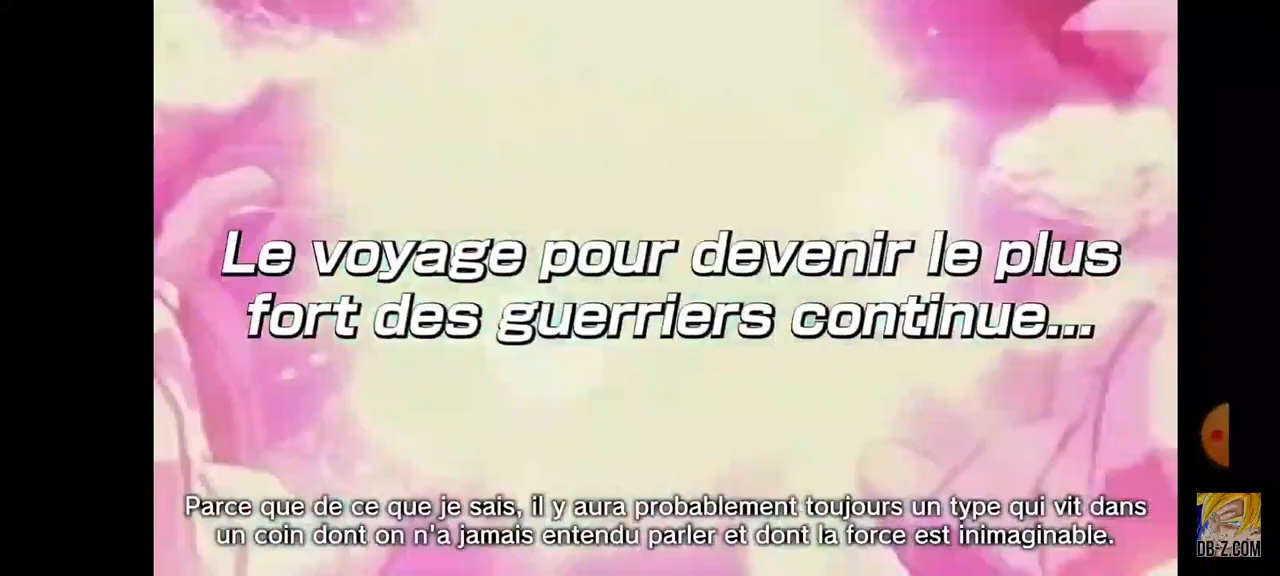 Le voyage pour devenir le plus
fort des guerriers continue...
Parce que de ce que je sais, il y aura probablement toujours un type qui vit dans
un coin dont on n'a jamais entendu parler et dont la force est inimaginable.
DB-Z.COM